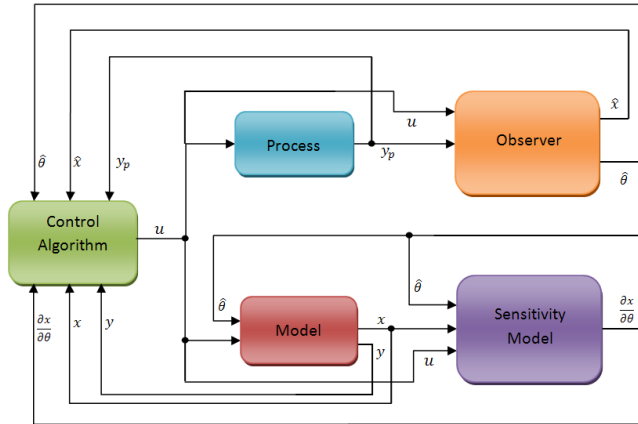 x̂
u
θ̂
x̂
y_p
Process
y_p
Observer
θ̂
Control
Algorithm
u
θ̂
θ̂
∂x/∂θ
x
y
Model
x
y
Sensitivity
Model
u
∂x/∂θ